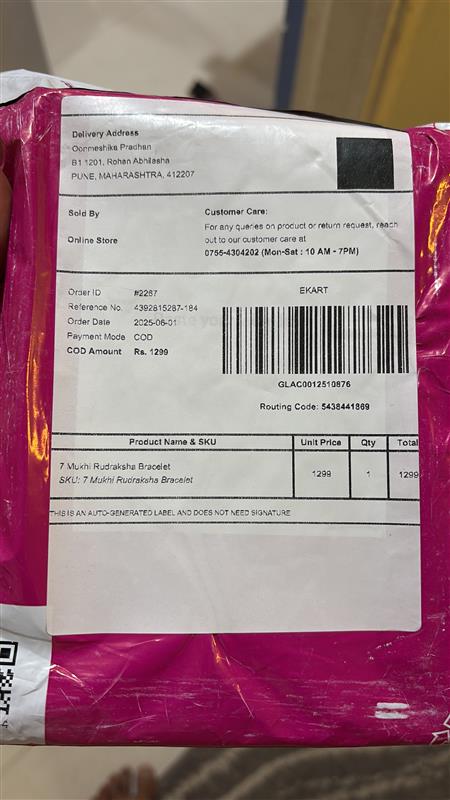 Delivery Address
Oormeshika Pradhan
B1 1201, Rohan Abhilasha
PUNE, MAHARASHTRA, 412207
Sold By
Online Store
Customer Care:
For any queries on product or return request, reach
out to our customer care at
0755-4304202 (Mon-Sat : 10 AM - 7PM)
Order ID #2267
Reference No. 4392815287-184
Order Date 2025-06-01
Payment Mode COD
COD Amount Rs. 1299
EKART
GLAC0012510876
Routing Code: 5438441869
Product Name & SKU Unit Price Qty Total
7 Mukhi Rudraksha Bracelet
SKU: 7 Mukhi Rudraksha Bracelet
1299 1 1299
THIS IS AN AUTO-GENERATED LABEL AND DOES NOT NEED SIGNATURE